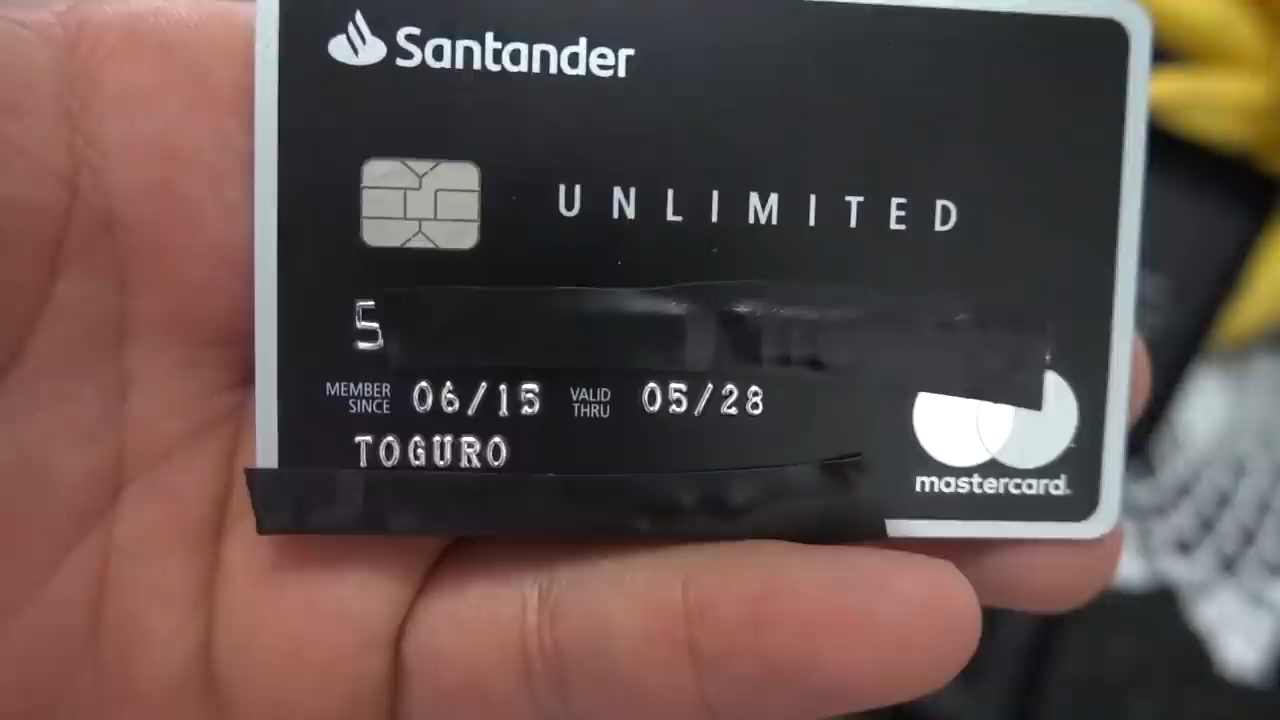 Santander
UNLIMITED
5
MEMBER SINCE 06/15 VALID THRU 05/28
TOGURO
mastercard